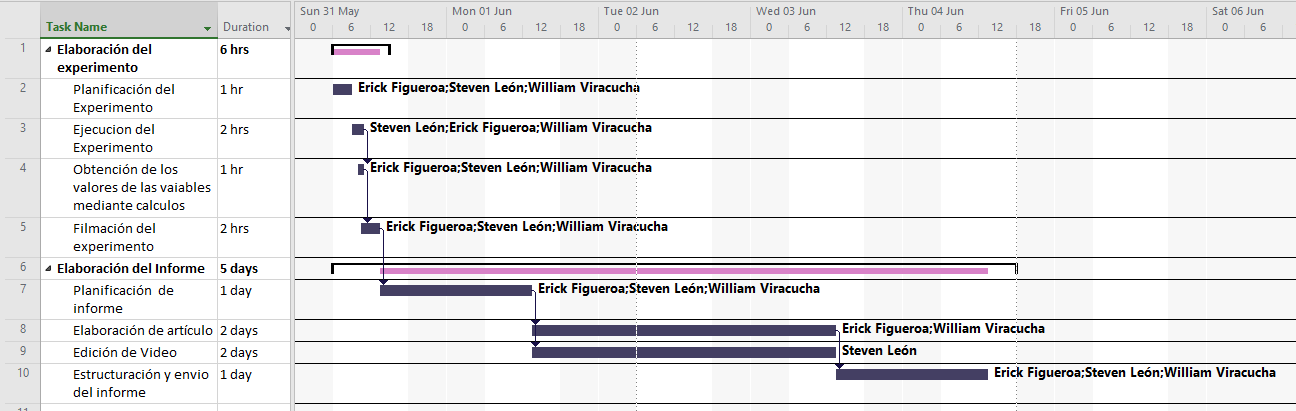 Sun 31 May Mon 01 Jun Tue 02 Jun Wed 03 Jun Thu 04 Jun Fri 05 Jun Sat 06 Jun
Task Name Duration 0 6 12 18 0 6 12 18 0 6 12 18 0 6 12 18 0 6 12 18 0 6 12 18 0 6
1 Elaboración del 6 hrs
experimento
2 Planificación del 1 hr Erick Figueroa;Steven León;William Viracucha
Experimento
3 Ejecucion del 2 hrs Steven León;Erick Figueroa;William Viracucha
Experimento
4 Obtención de los 1 hr Erick Figueroa;Steven León;William Viracucha
valores de las vaiables
mediante calculos
5 Filmación del 2 hrs Erick Figueroa;Steven León;William Viracucha
experimento
6 Elaboración del Informe 5 days
7 Planificación de 1 day Erick Figueroa;Steven León;William Viracucha
informe
8 Elaboración de artículo 2 days Erick Figueroa;William Viracucha
9 Edición de Video 2 days Steven León
10 Estructuración y envio 1 day Erick Figueroa;Steven León;William Viracucha
del informe